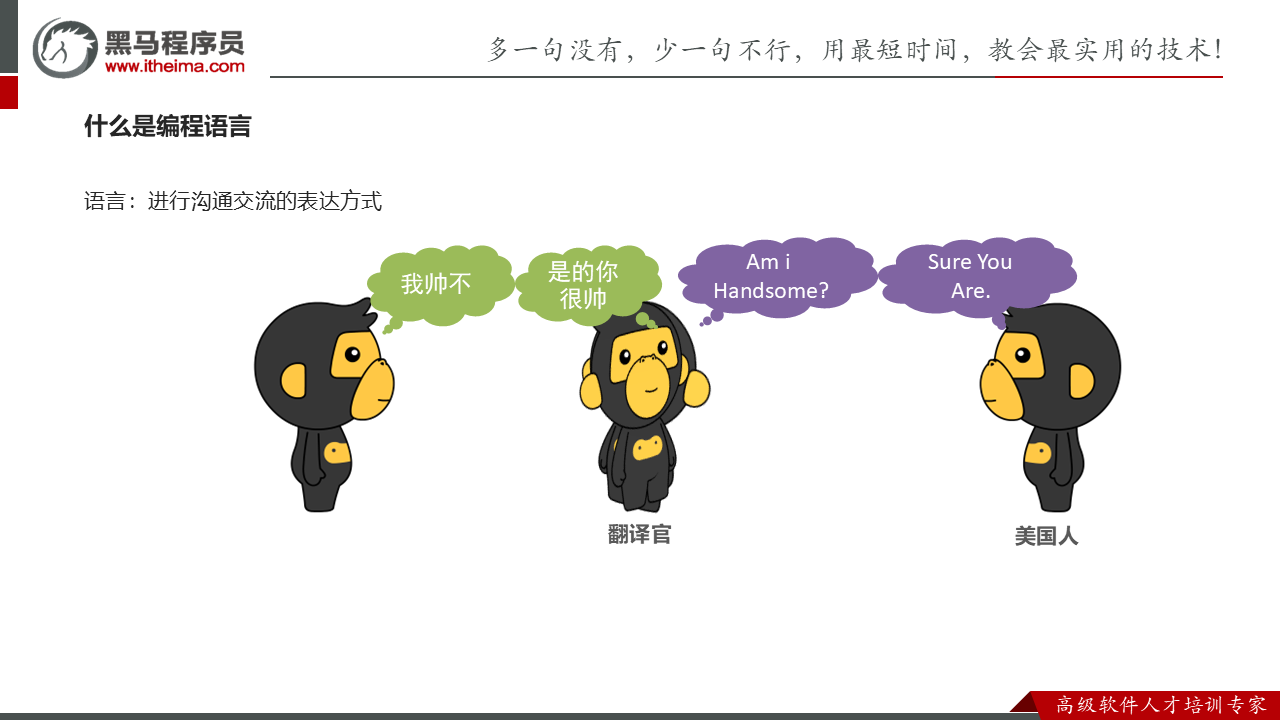 黑马程序员
www.itheima.com
多一句没有，少一句不行，用最短时间，教会最实用的技术！
什么是编程语言
语言：进行沟通交流的表达方式
我帅不
是的你
很帅
Am i
Handsome?
Sure You
Are.
翻译官
美国人
高级软件人才培训专家